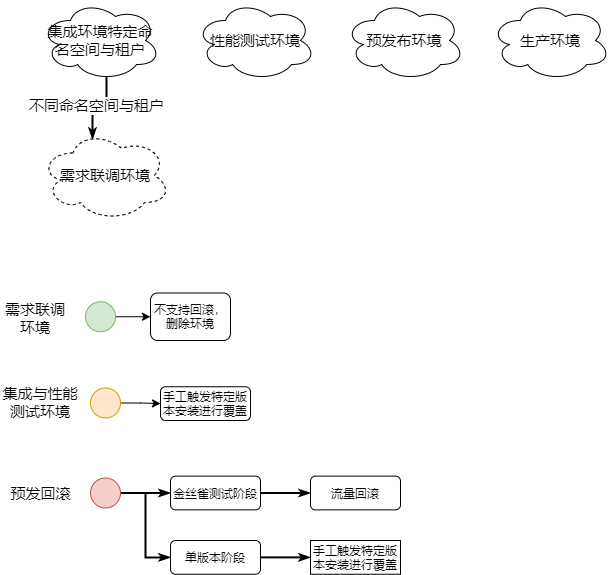 集成环境特定命
名空间与租户
性能测试环境
预发布环境
生产环境
不同命名空间与租户
需求联调环境
需求联调
环境
不支持回滚，
删除环境
集成与性能
测试环境
手工触发特定版
本安装进行覆盖
预发回滚
金丝雀测试阶段
流量回滚
单版本阶段
手工触发特定版
本安装进行覆盖